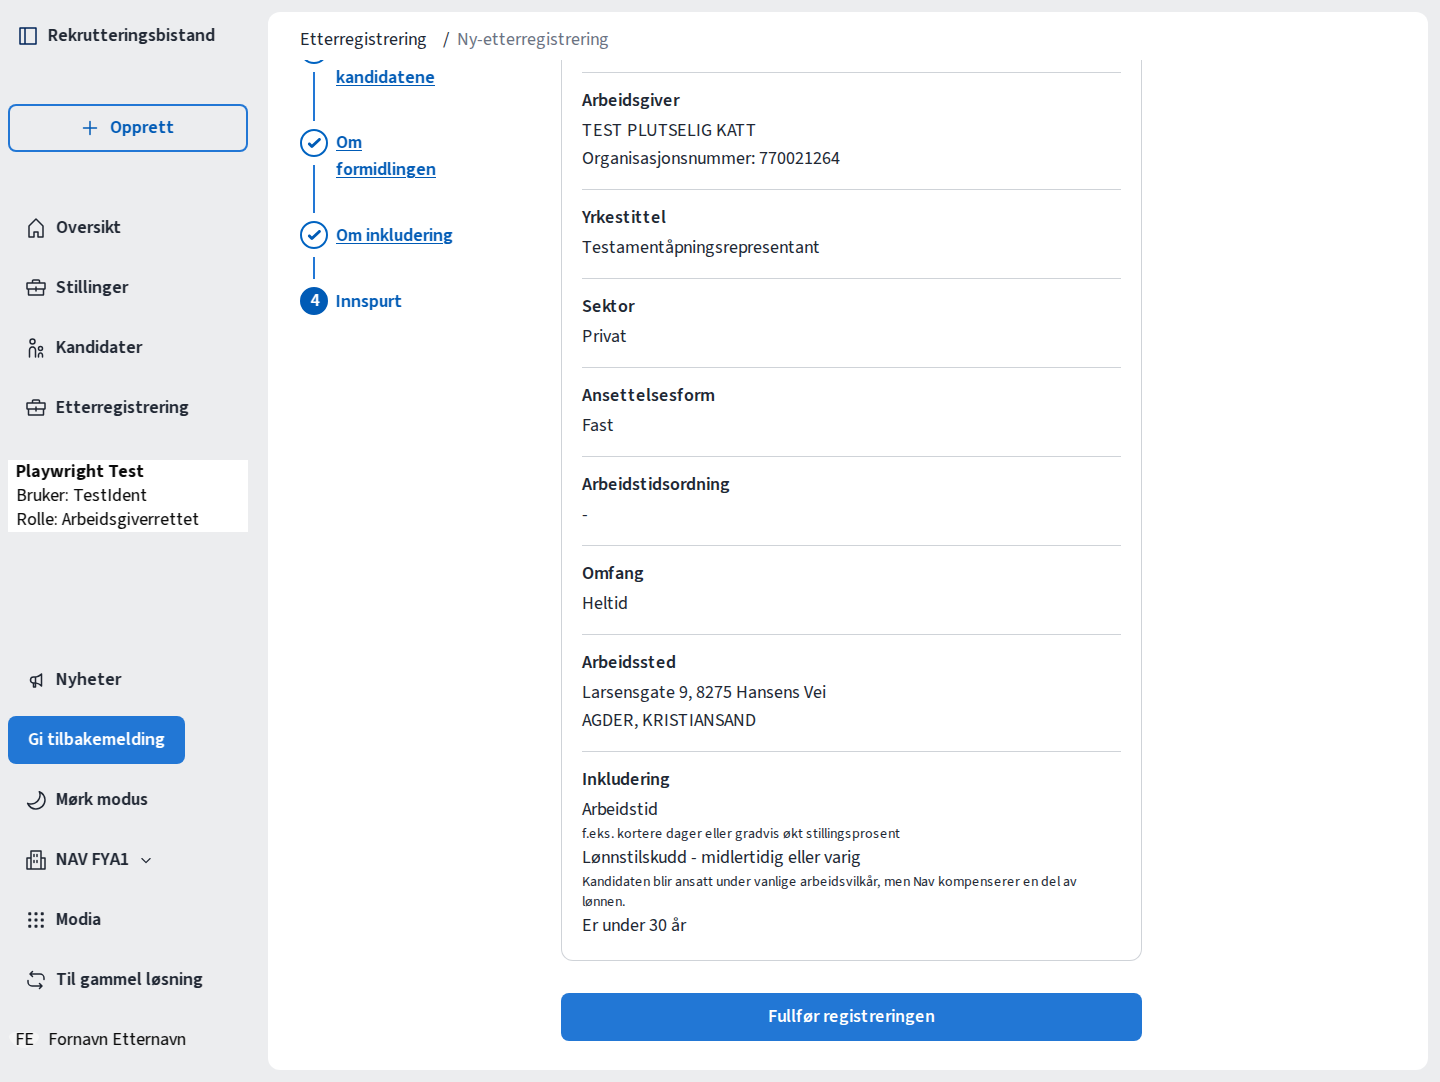 Rekrutteringsbistand
Opprett
Oversikt
Stillinger
Kandidater
Etterregistrering
Playwright Test
Bruker: TestIdent
Rolle: Arbeidsgiverrettet
Nyheter
Gi tilbakemelding
Mørk modus
NAV FYA1
Modia
Til gammel løsning
FE Fornavn Etternavn
Etterregistrering / Ny-etterregistrering
kandidatene
Om
formidlingen
Om inkludering
4 Innspurt
Arbeidsgiver
TEST PLUTSELIG KATT
Organisasjonsnummer: 770021264
Yrkestittel
Testamentåpningsrepresentant
Sektor
Privat
Ansettelsesform
Fast
Arbeidstidsordning
-
Omfang
Heltid
Arbeidssted
Larsensgate 9, 8275 Hansens Vei
AGDER, KRISTIANSAND
Inkludering
Arbeidstid
f.eks. kortere dager eller gradvis økt stillingsprosent
Lønnstilskudd - midlertidig eller varig
Kandidaten blir ansatt under vanlige arbeidsvilkår, men Nav kompenserer en del av
lønnen.
Er under 30 år
Fullfør registreringen